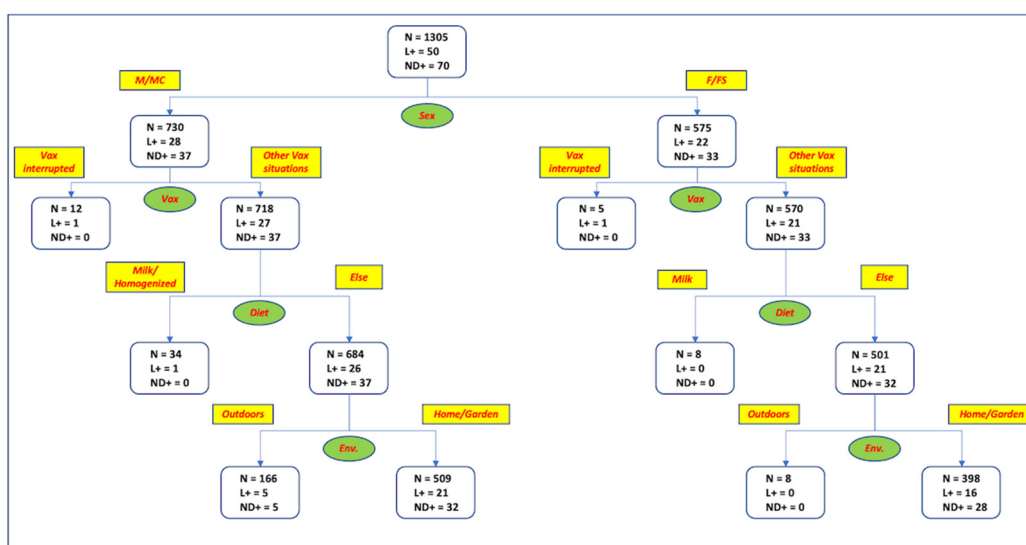 N = 1305
L+ = 50
ND+ = 70
M/MC
F/FS
Sex
N = 730
L+ = 28
ND+ = 37
N = 575
L+ = 22
ND+ = 33
Vax
interrupted
Other Vax
situations
Vax
interrupted
Other Vax
situations
Vax
Vax
N = 12
L+ = 1
ND+ = 0
N = 718
L+ = 27
ND+ = 37
N = 5
L+ = 1
ND+ = 0
N = 570
L+ = 21
ND+ = 33
Milk/
Homogenized
Else
Milk
Else
Diet
Diet
N = 34
L+ = 1
ND+ = 0
N = 684
L+ = 26
ND+ = 37
N = 8
L+ = 0
ND+ = 0
N = 501
L+ = 21
ND+ = 32
Outdoors
Home/Garden
Outdoors
Home/Garden
Env.
Env.
N = 166
L+ = 5
ND+ = 5
N = 509
L+ = 21
ND+ = 32
N = 8
L+ = 0
ND+ = 0
N = 398
L+ = 16
ND+ = 28